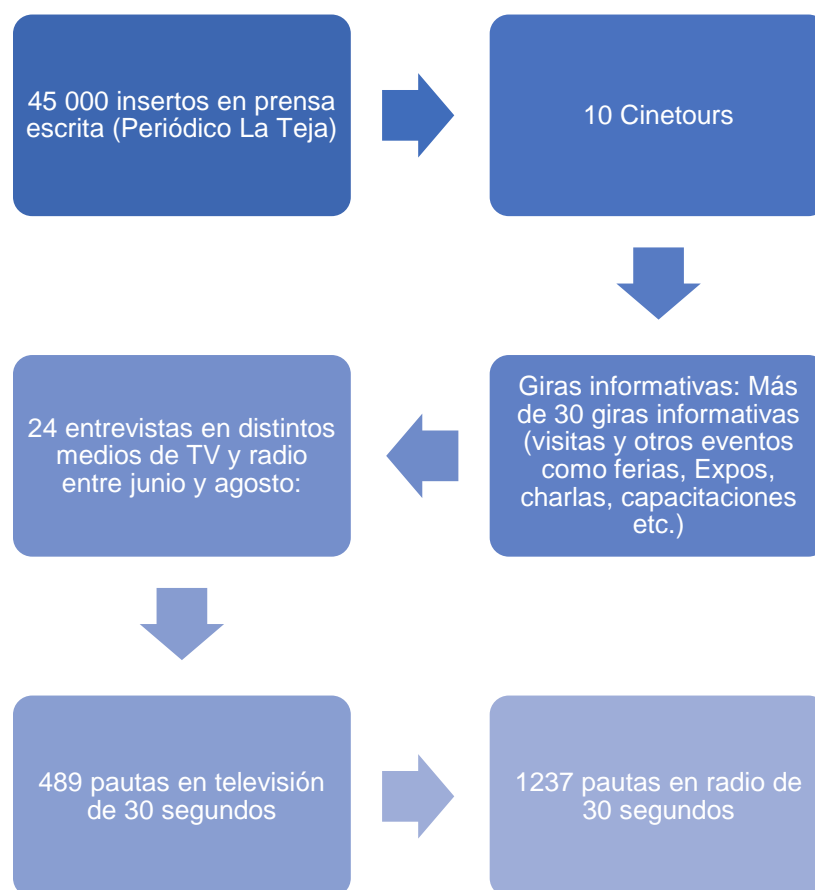 45 000 insertos en prensa
escrita (Periódico La Teja)
10 Cinetours
Giras informativas: Más
de 30 giras informativas
(visitas y otros eventos
como ferias, Expos,
charlas, capacitaciones
etc.)
24 entrevistas en distintos
medios de TV y radio
entre junio y agosto:
489 pautas en televisión
de 30 segundos
1237 pautas en radio de
30 segundos